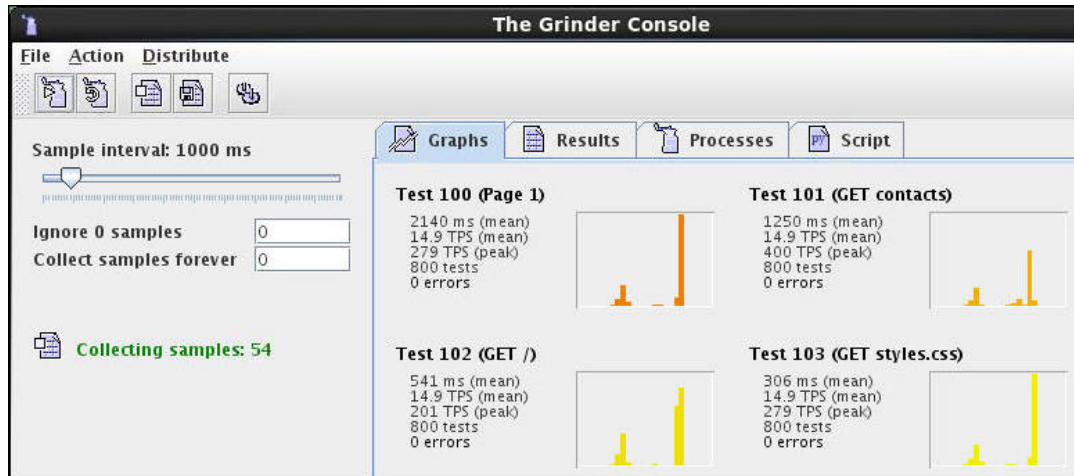 The Grinder Console
File Action Distribute
Graphs Results Processes Script
Sample interval: 1000 ms
Ignore 0 samples 0
Collect samples forever 0
Collecting samples: 54
Test 100 (Page 1)
2140 ms (mean)
14.9 TPS (mean)
279 TPS (peak)
800 tests
0 errors
Test 101 (GET contacts)
1250 ms (mean)
14.9 TPS (mean)
400 TPS (peak)
800 tests
0 errors
Test 102 (GET /)
541 ms (mean)
14.9 TPS (mean)
201 TPS (peak)
800 tests
0 errors
Test 103 (GET styles.css)
306 ms (mean)
14.9 TPS (mean)
279 TPS (peak)
800 tests
0 errors